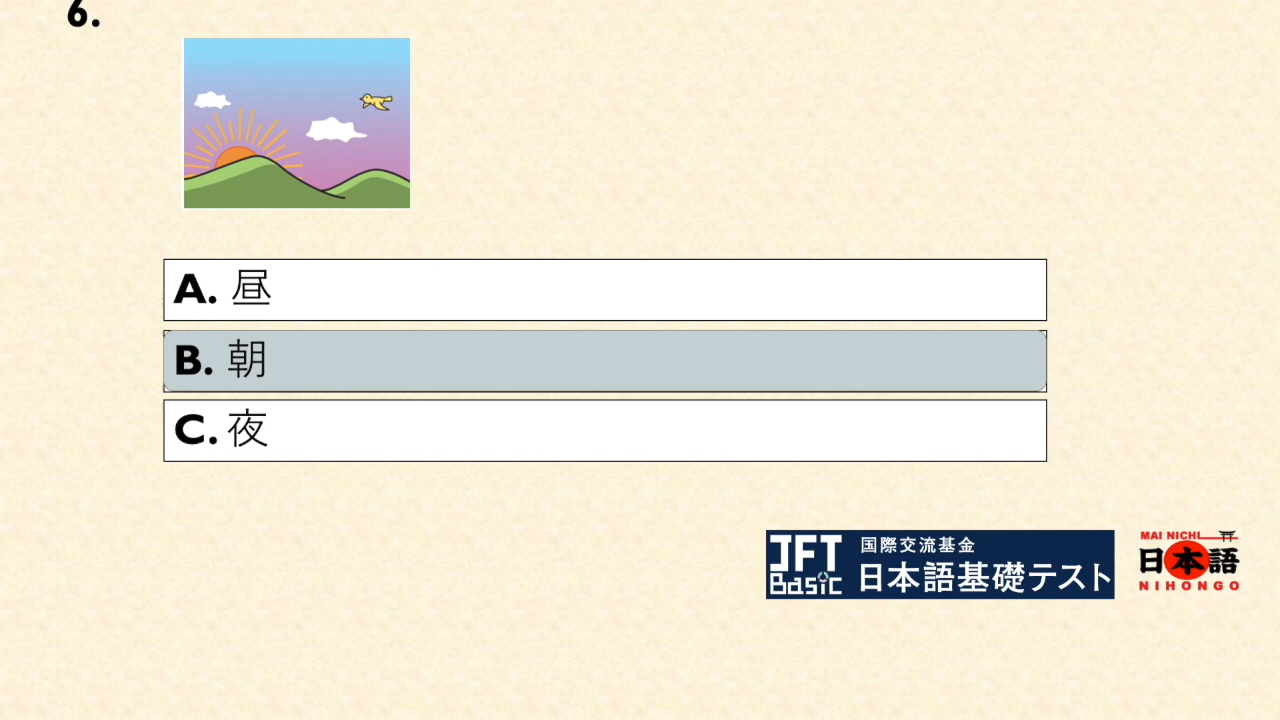 6.
A. 昼
B. 朝
C. 夜
JFT Basic
国際交流基金
日本語基礎テスト
MAI NICHI
日本語
NIHONGO